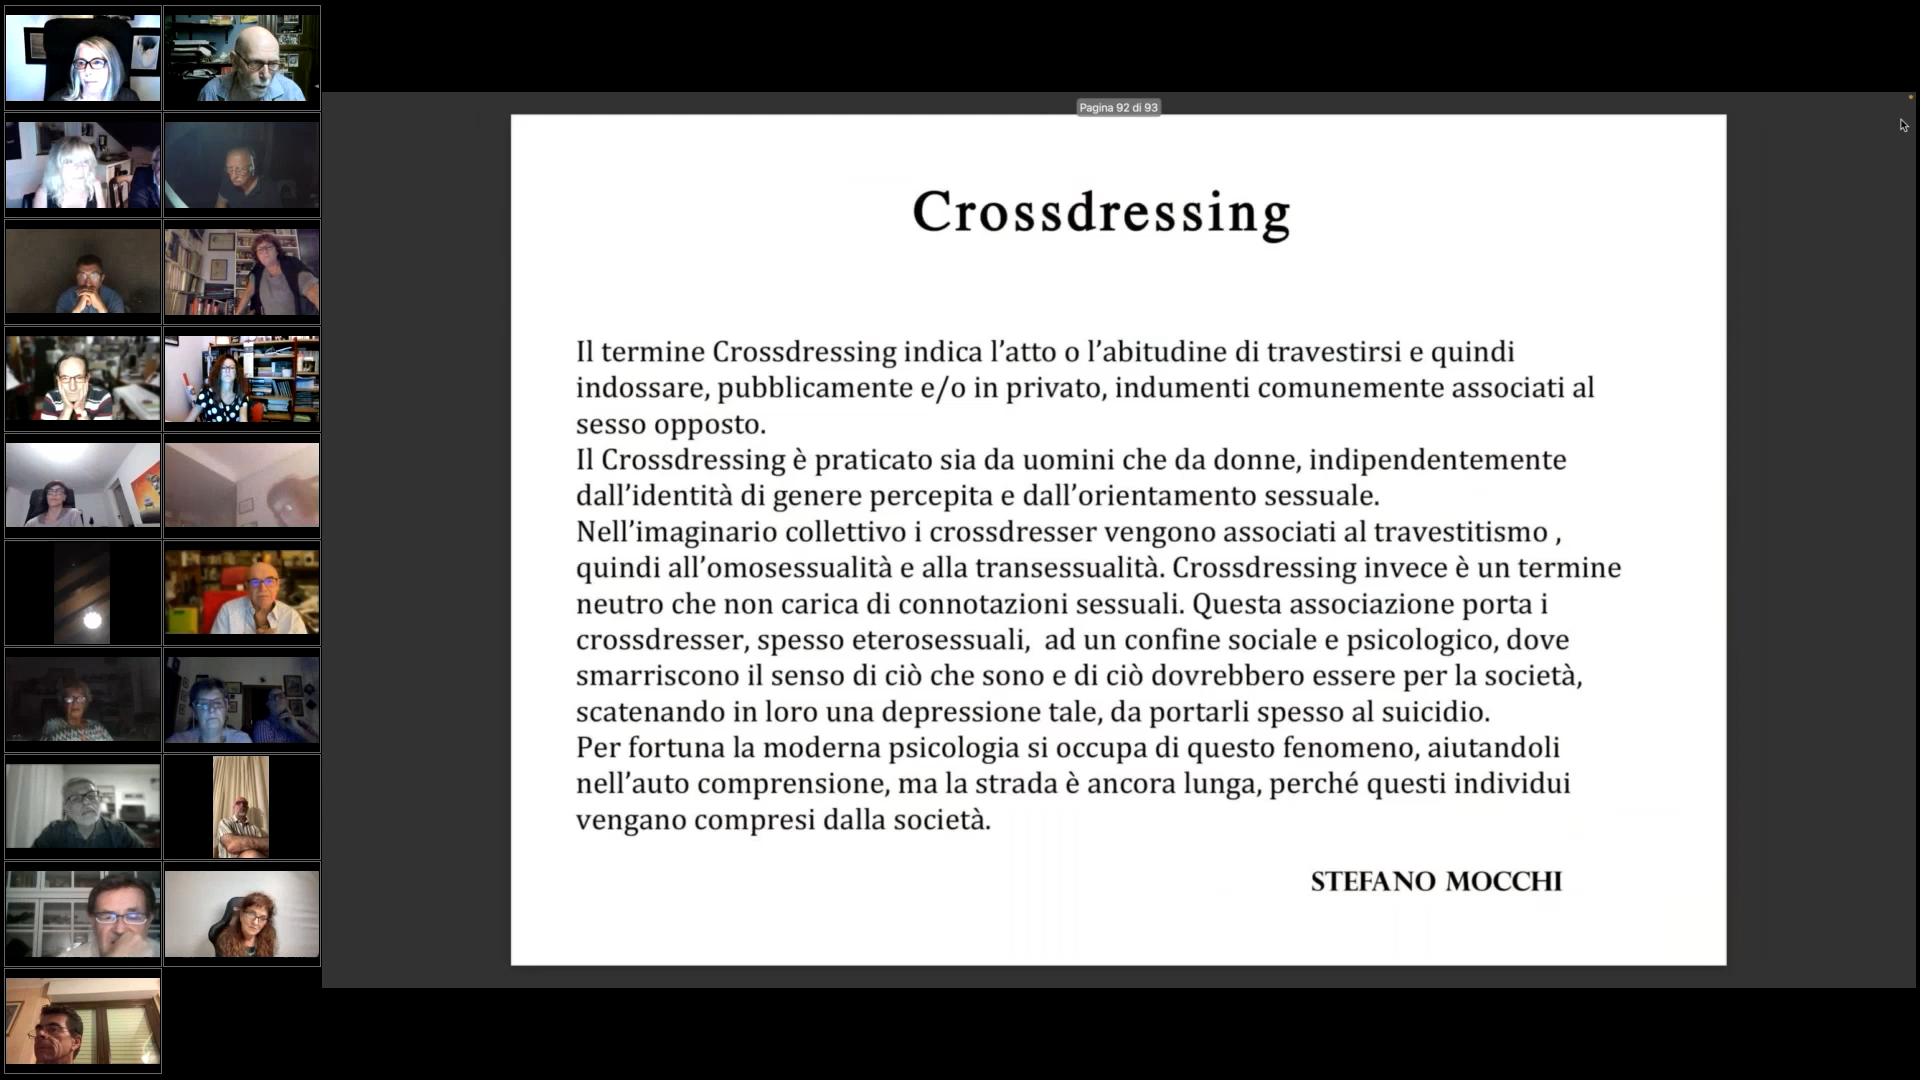 Pagina 92 di 93
Crossdressing
Il termine Crossdressing indica l’atto o l’abitudine di travestirsi e quindi
indossare, pubblicamente e/o in privato, indumenti comunemente associati al
sesso opposto.
Il Crossdressing è praticato sia da uomini che da donne, indipendentemente
dall’identità di genere percepita e dall’orientamento sessuale.
Nell’imaginario collettivo i crossdresser vengono associati al travestitismo ,
quindi all’omosessualità e alla transessualità. Crossdressing invece è un termine
neutro che non carica di connotazioni sessuali. Questa associazione porta i
crossdresser, spesso eterosessuali,  ad un confine sociale e psicologico, dove
smarriscono il senso di ciò che sono e di ciò dovrebbero essere per la società,
scatenando in loro una depressione tale, da portarli spesso al suicidio.
Per fortuna la moderna psicologia si occupa di questo fenomeno, aiutandoli
nell’auto comprensione, ma la strada è ancora lunga, perché questi individui
vengano compresi dalla società.
STEFANO MOCCHI